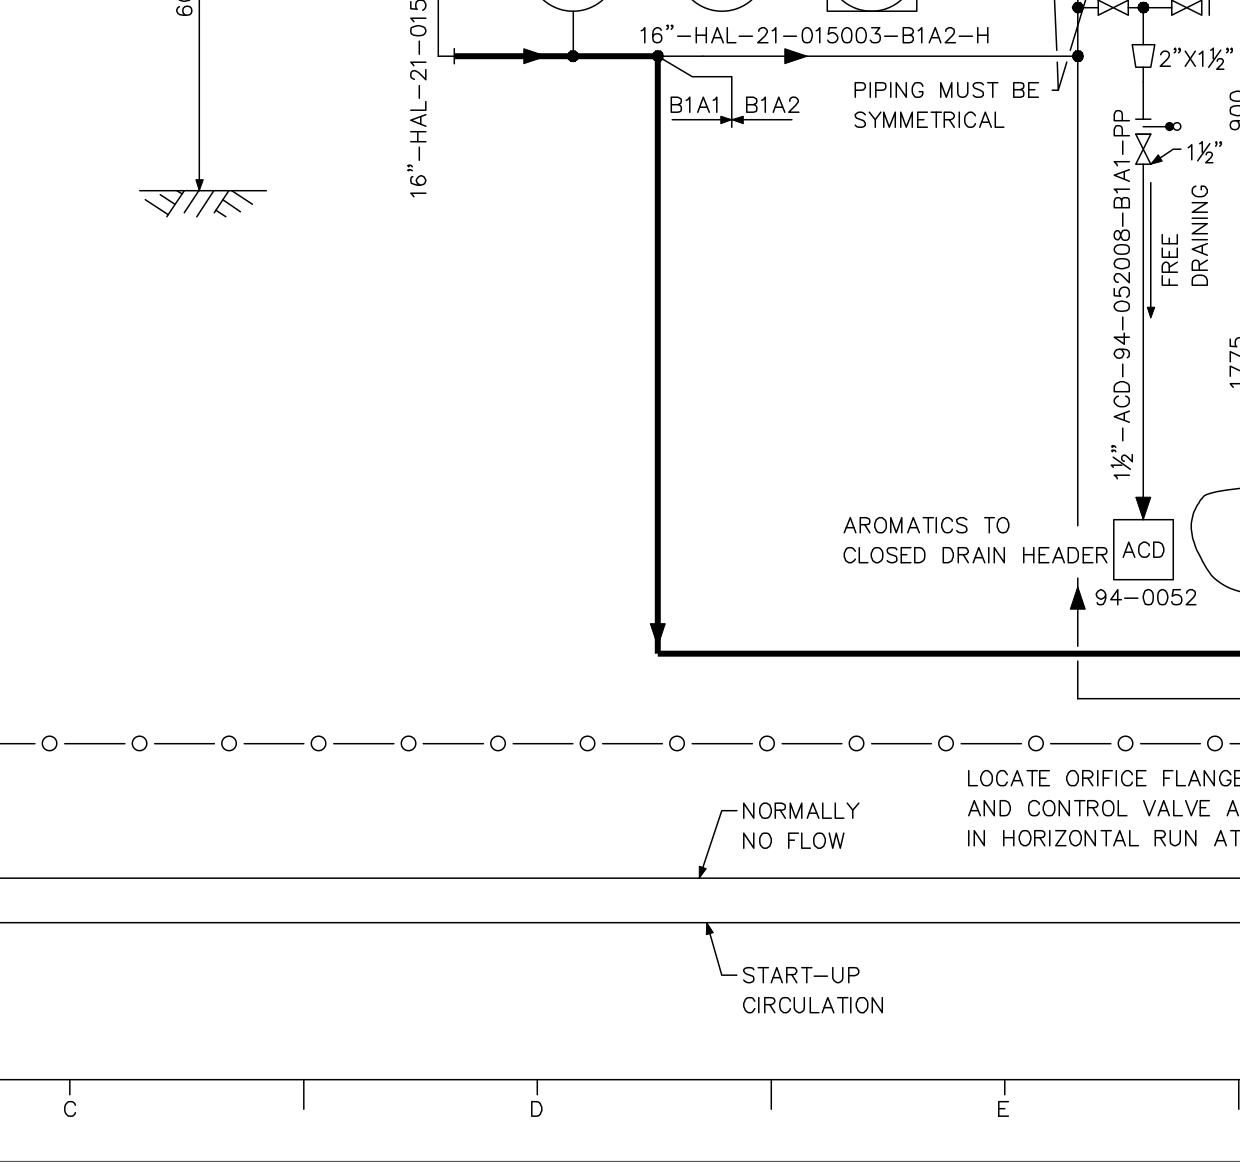 16"-HAL-21-015003-B1A2-H
16"-HAL-21-015
2"X1½"
PIPING MUST BE
SYMMETRICAL
B1A1
B1A2
900
1½"
1½"-ACD-94-052008-B1A1-PP
FREE
DRAINING
1775
AROMATICS TO
CLOSED DRAIN HEADER
ACD
94-0052
LOCATE ORIFICE FLANGE
AND CONTROL VALVE A
IN HORIZONTAL RUN AT
NORMALLY
NO FLOW
START-UP
CIRCULATION
C
D
E